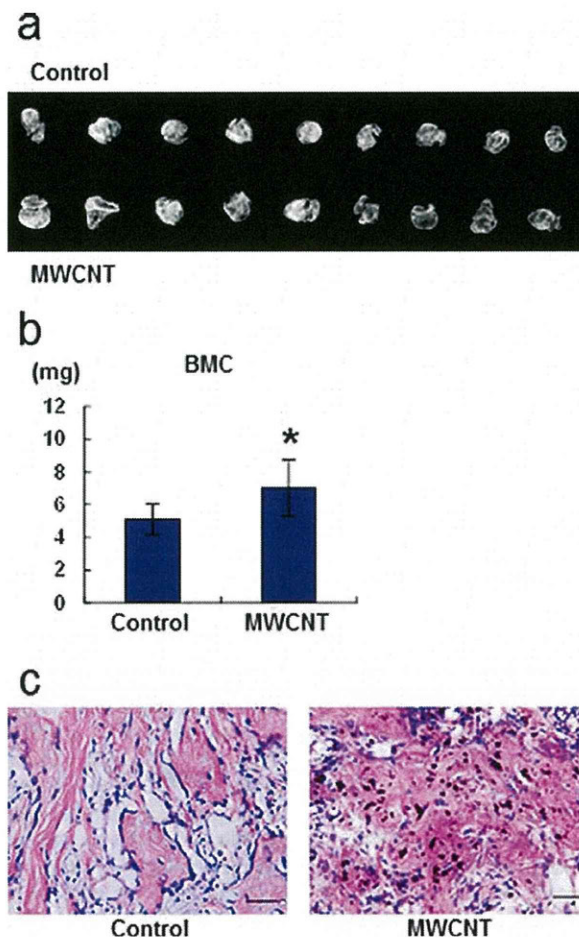 a
Control
MWCNT
b
(mg)
BMC
12
10
8
6
4
2
0
*
Control
MWCNT
c
Control
MWCNT